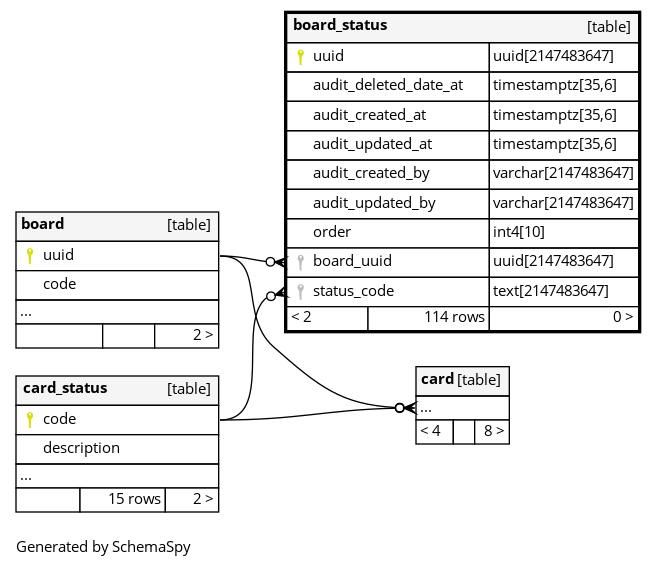 board_status [table]
uuid uuid[2147483647]
audit_deleted_date_at timestamptz[35,6]
audit_created_at timestamptz[35,6]
audit_updated_at timestamptz[35,6]
audit_created_by varchar[2147483647]
audit_updated_by varchar[2147483647]
order int4[10]
board_uuid uuid[2147483647]
status_code text[2147483647]
< 2 114 rows 0 >
board [table]
uuid
code
...
2 >
card_status [table]
code
description
...
15 rows 2 >
card [table]
...
< 4 8 >
Generated by SchemaSpy